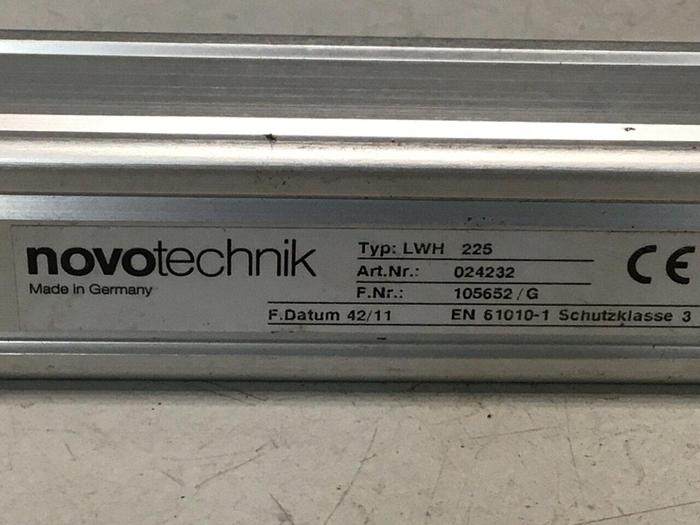 novotechnik
Made in Germany
Typ: LWH 225
Art.Nr.: 024232
F.Nr.: 105652/G
F.Datum 42/11 EN 61010-1 Schutzklasse 3
CE